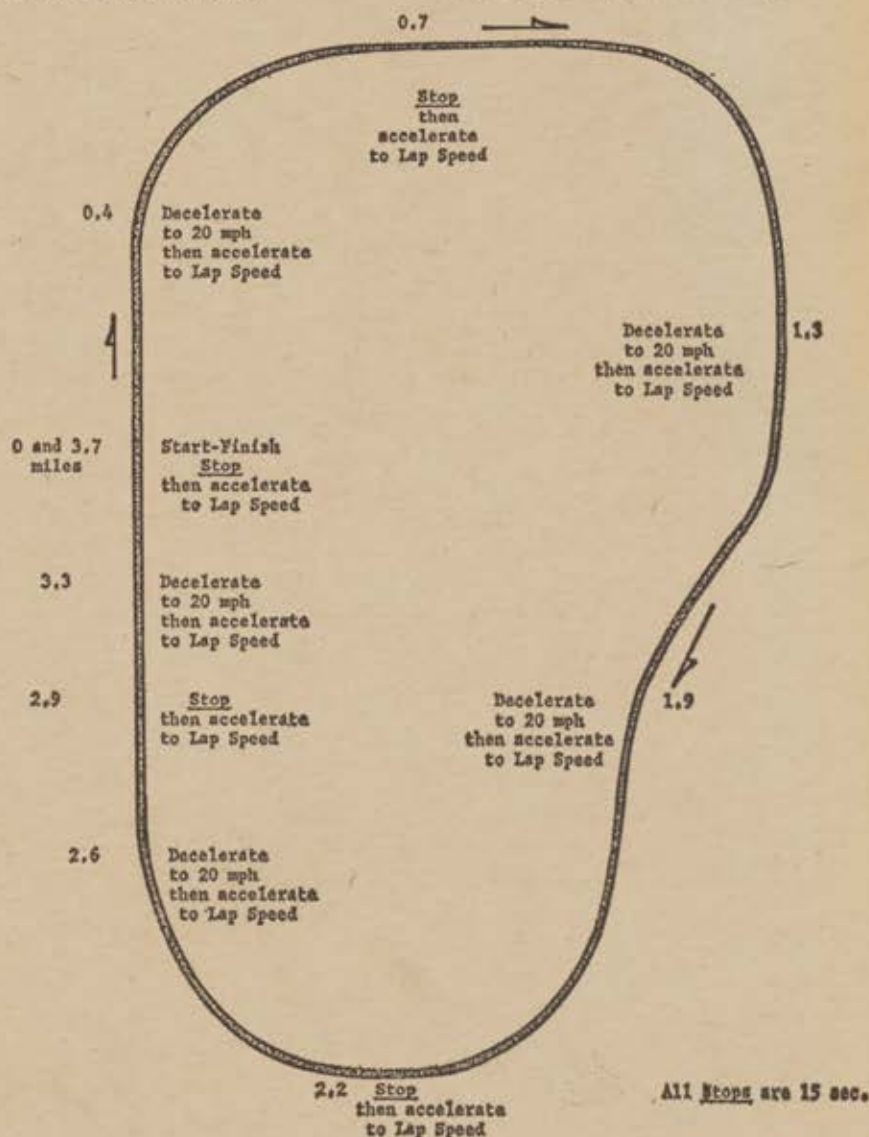 0.7
Stop
then
accelerate
to Lap Speed
0.4
Decelerate
to 20 mph
then accelerate
to Lap Speed
Decelerate
to 20 mph
then accelerate
to Lap Speed
1.3
0 and 3.7
miles
Start-Finish
Stop
then accelerate
to Lap Speed
3.3
Decelerate
to 20 mph
then accelerate
to Lap Speed
2.9
Stop
then accelerate
to Lap Speed
Decelerate
to 20 mph
then accelerate
to Lap Speed
1.9
2.6
Decelerate
to 20 mph
then accelerate
to Lap Speed
2.2 Stop
then accelerate
to Lap Speed
All Stops are 15 sec.